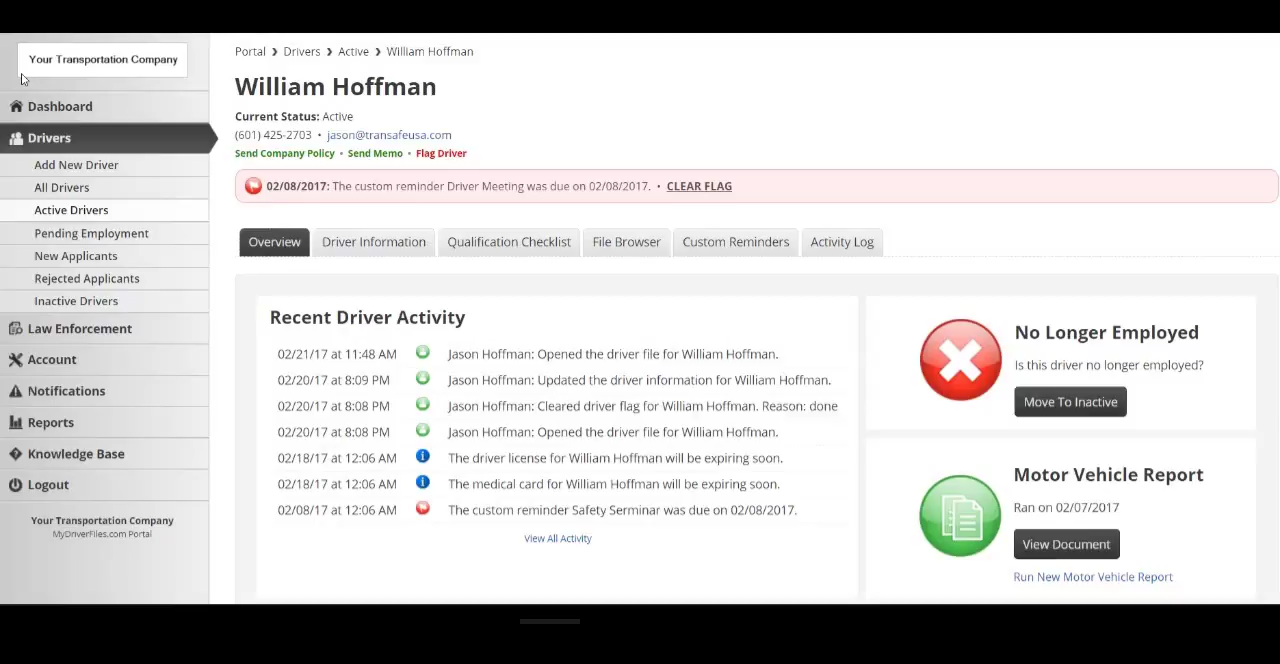 Your Transportation Company
Portal ❯ Drivers ❯ Active ❯ William Hoffman
William Hoffman
Current Status: Active
(601) 425-2703 • jason@transafeusa.com
Send Company Policy • Send Memo • Flag Driver
02/08/2017: The custom reminder Driver Meeting was due on 02/08/2017. • CLEAR FLAG
Dashboard
Drivers
Add New Driver
All Drivers
Active Drivers
Pending Employment
New Applicants
Rejected Applicants
Inactive Drivers
Law Enforcement
Account
Notifications
Reports
Knowledge Base
Logout
Your Transportation Company
MyDriverFiles.com Portal
Overview Driver Information Qualification Checklist File Browser Custom Reminders Activity Log
Recent Driver Activity
02/21/17 at 11:48 AM Jason Hoffman: Opened the driver file for William Hoffman.
02/20/17 at 8:09 PM Jason Hoffman: Updated the driver information for William Hoffman.
02/20/17 at 8:08 PM Jason Hoffman: Cleared driver flag for William Hoffman. Reason: done
02/20/17 at 8:08 PM Jason Hoffman: Opened the driver file for William Hoffman.
02/18/17 at 12:06 AM The driver license for William Hoffman will be expiring soon.
02/18/17 at 12:06 AM The medical card for William Hoffman will be expiring soon.
02/08/17 at 12:06 AM The custom reminder Safety Serminar was due on 02/08/2017.
View All Activity
No Longer Employed
Is this driver no longer employed?
Move To Inactive
Motor Vehicle Report
Ran on 02/07/2017
View Document
Run New Motor Vehicle Report